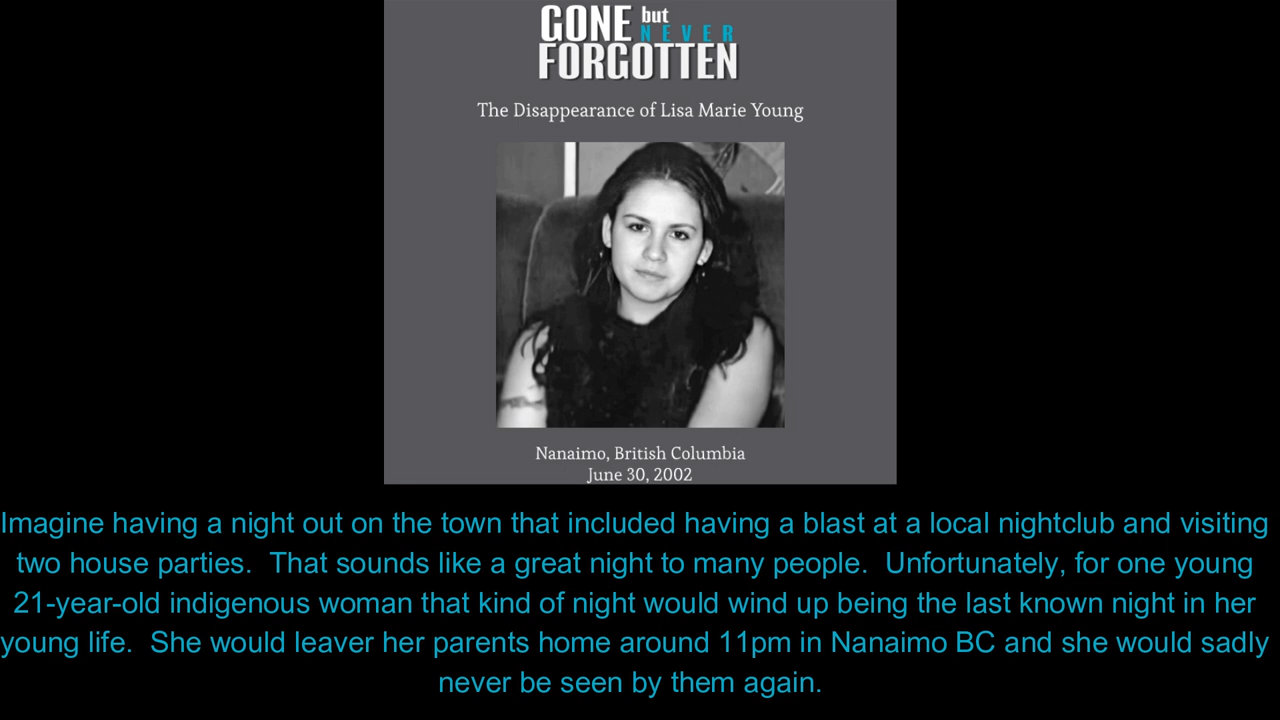 GONE but
NEVER
FORGOTTEN
The Disappearance of Lisa Marie Young
Nanaimo, British Columbia
June 30, 2002
Imagine having a night out on the town that included having a blast at a local nightclub and visiting
two house parties.  That sounds like a great night to many people.  Unfortunately, for one young
21-year-old indigenous woman that kind of night would wind up being the last known night in her
young life.  She would leaver her parents home around 11pm in Nanaimo BC and she would sadly
never be seen by them again.